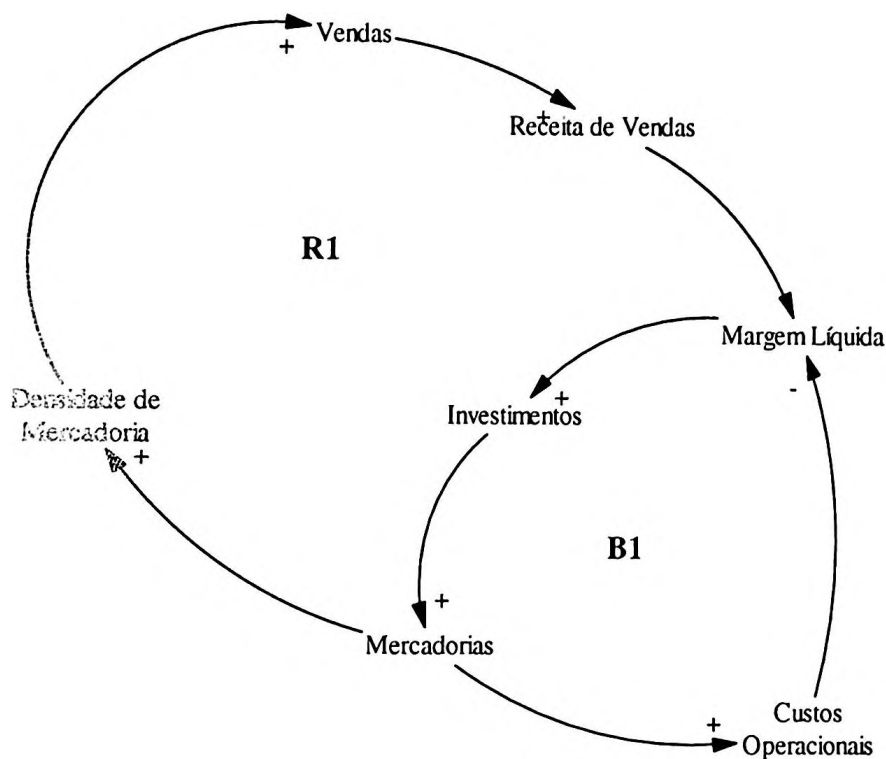 Vendas
+
+
Receita de Vendas
R1
Margem Líquida
-
+
Investimentos
Densidade de
Mercadoria
+
B1
+
Mercadorias
+
Custos
Operacionais